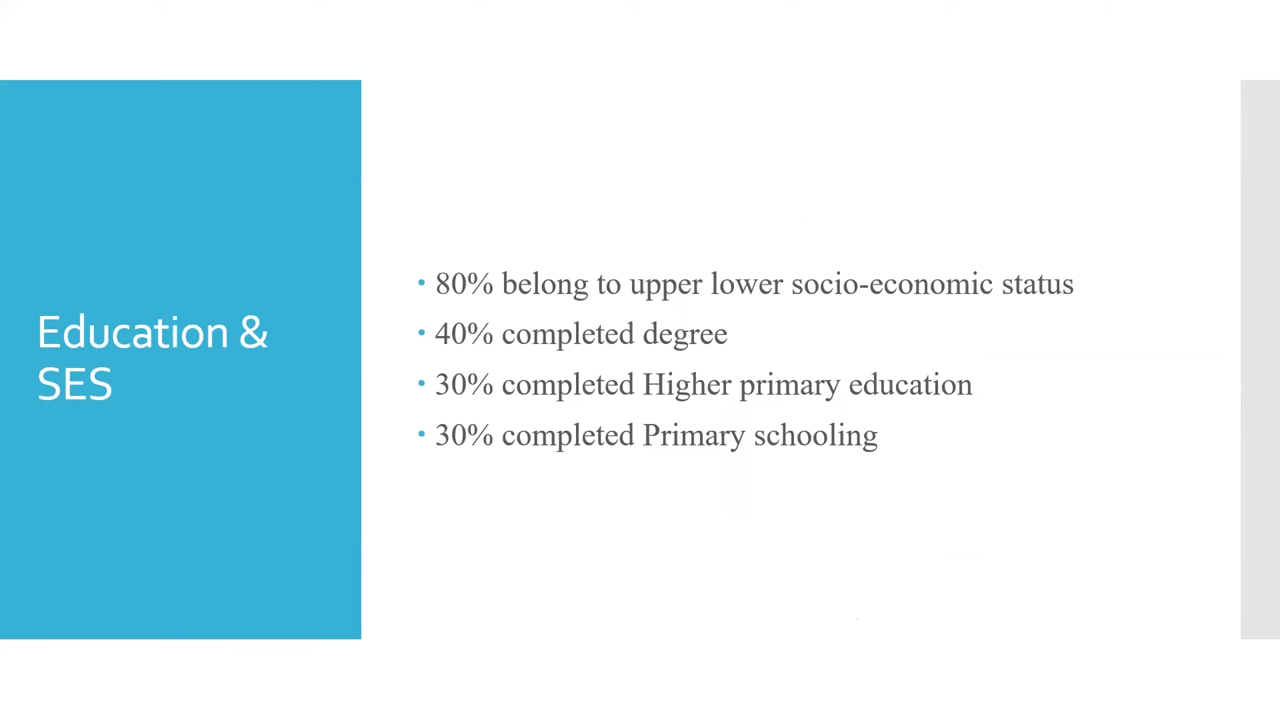 Education &
SES
• 80% belong to upper lower socio-economic status
• 40% completed degree
• 30% completed Higher primary education
• 30% completed Primary schooling